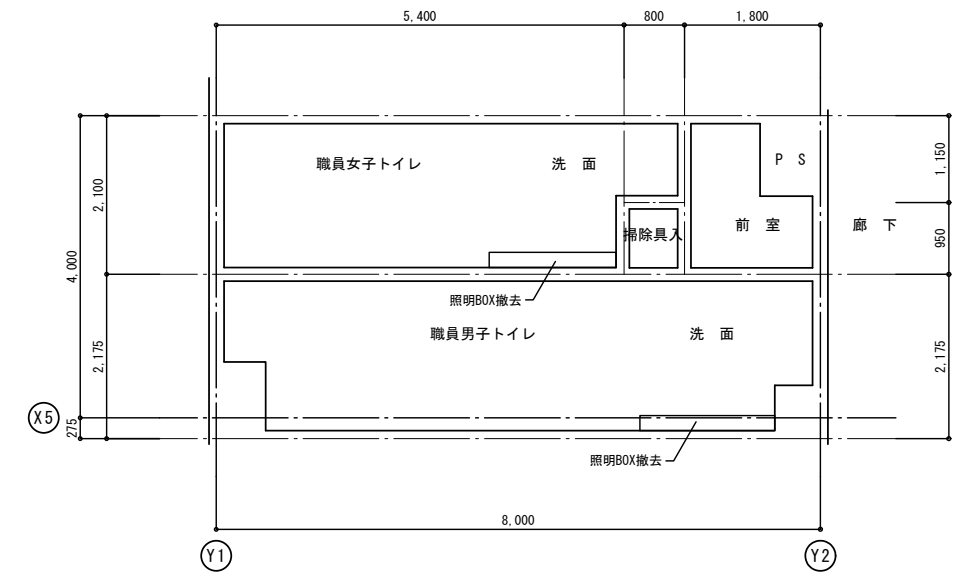 5,400 800 1,800
職員女子トイレ
洗 面
P S
掃除具入
前 室
廊 下
照明BOX撤去
職員男子トイレ
洗 面
照明BOX撤去
2,100
4,000
2,175
275
1,150
950
2,175
X5
8,000
Y1
Y2